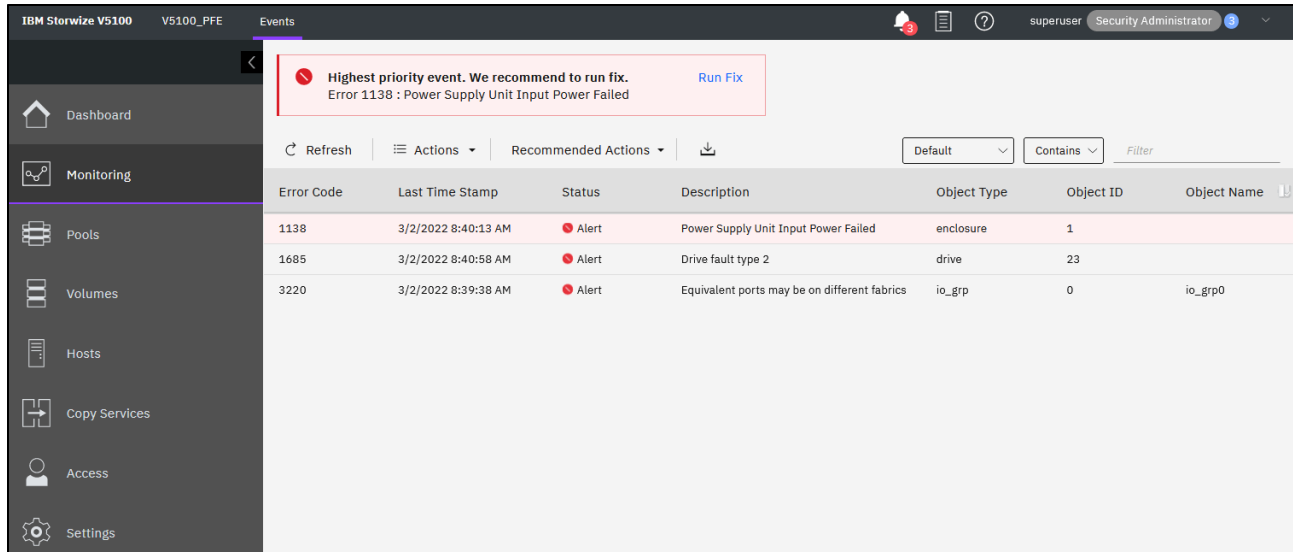 IBM Storwize V5100 V5100_PFE Events 3 superuser Security Administrator 3
Highest priority event. We recommend to run fix. Run Fix
Error 1138 : Power Supply Unit Input Power Failed
Dashboard
Refresh Actions Recommended Actions Default Contains Filter
Monitoring
Error Code Last Time Stamp Status Description Object Type Object ID Object Name
1138 3/2/2022 8:40:13 AM Alert Power Supply Unit Input Power Failed enclosure 1
Pools
1685 3/2/2022 8:40:58 AM Alert Drive fault type 2 drive 23
3220 3/2/2022 8:39:38 AM Alert Equivalent ports may be on different fabrics io_grp 0 io_grp0
Volumes
Hosts
Copy Services
Access
Settings